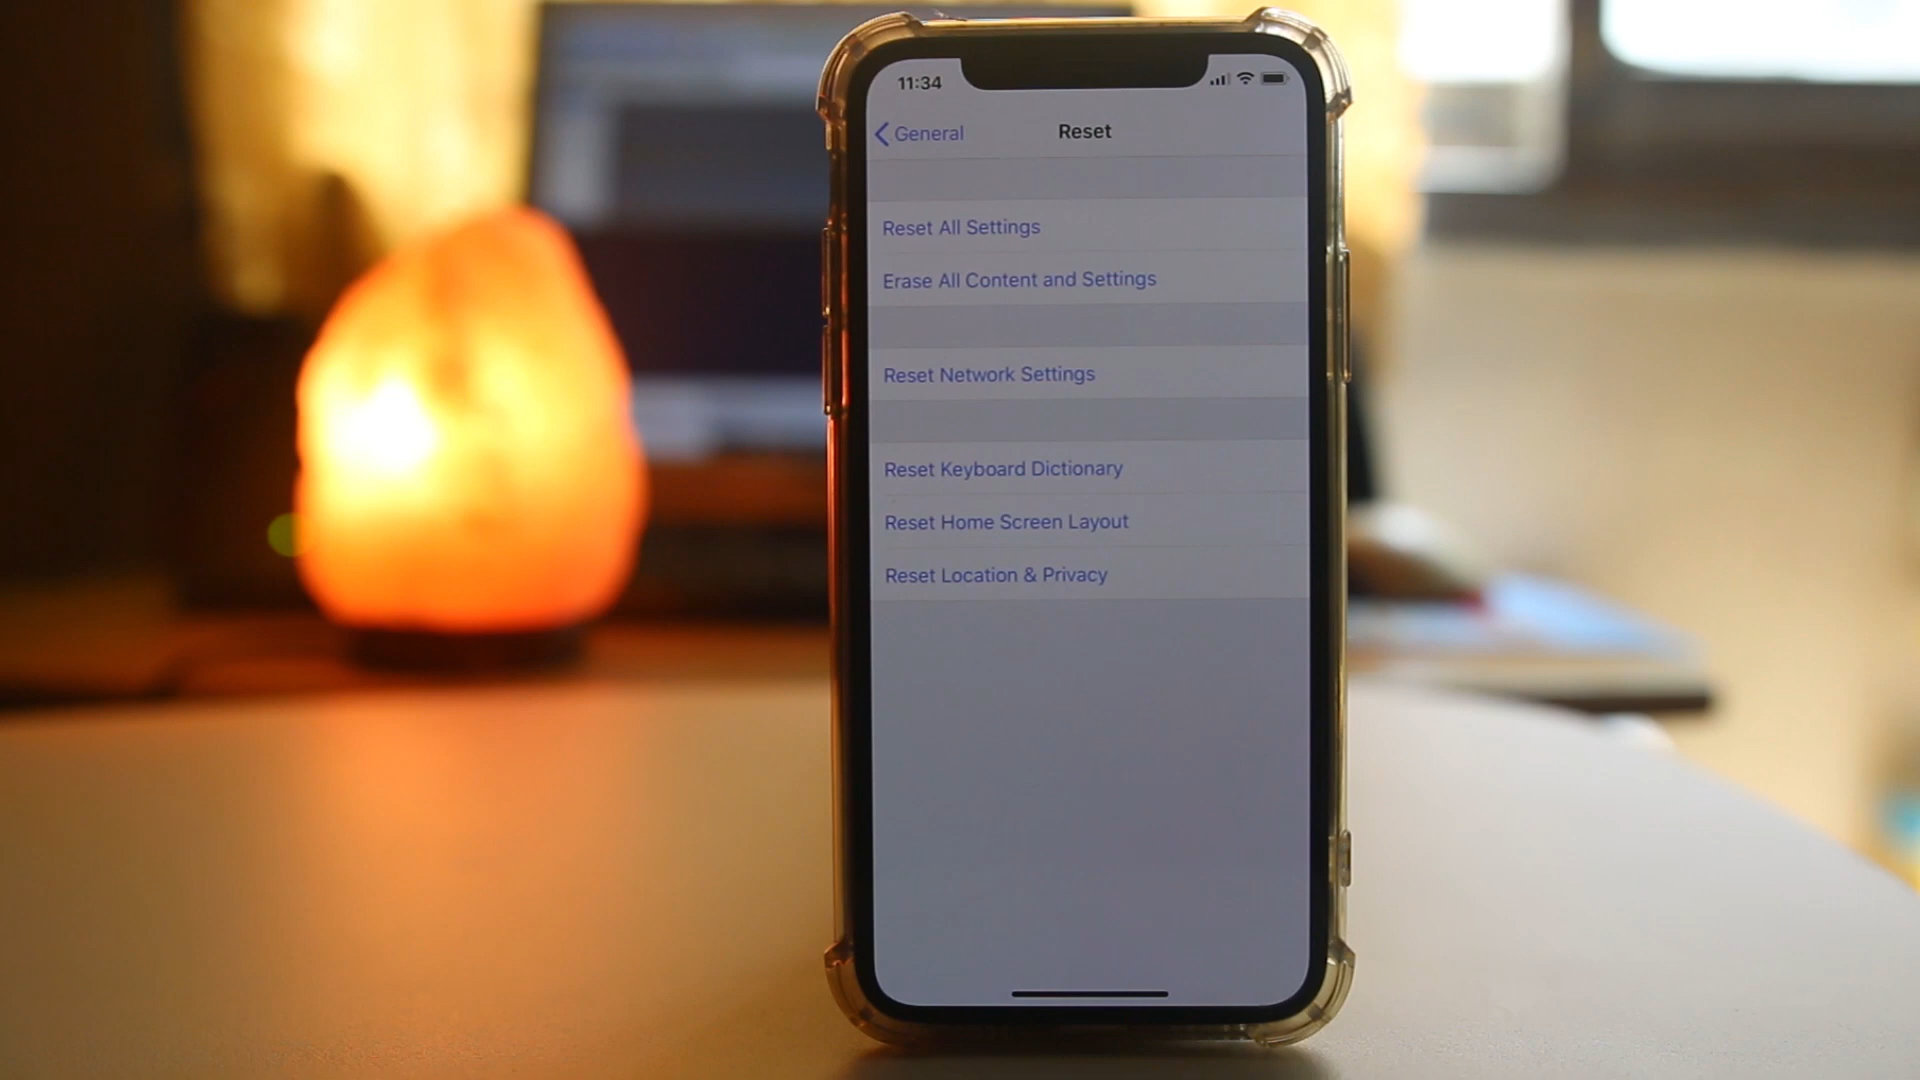 11:34
General
Reset
Reset All Settings
Erase All Content and Settings
Reset Network Settings
Reset Keyboard Dictionary
Reset Home Screen Layout
Reset Location & Privacy